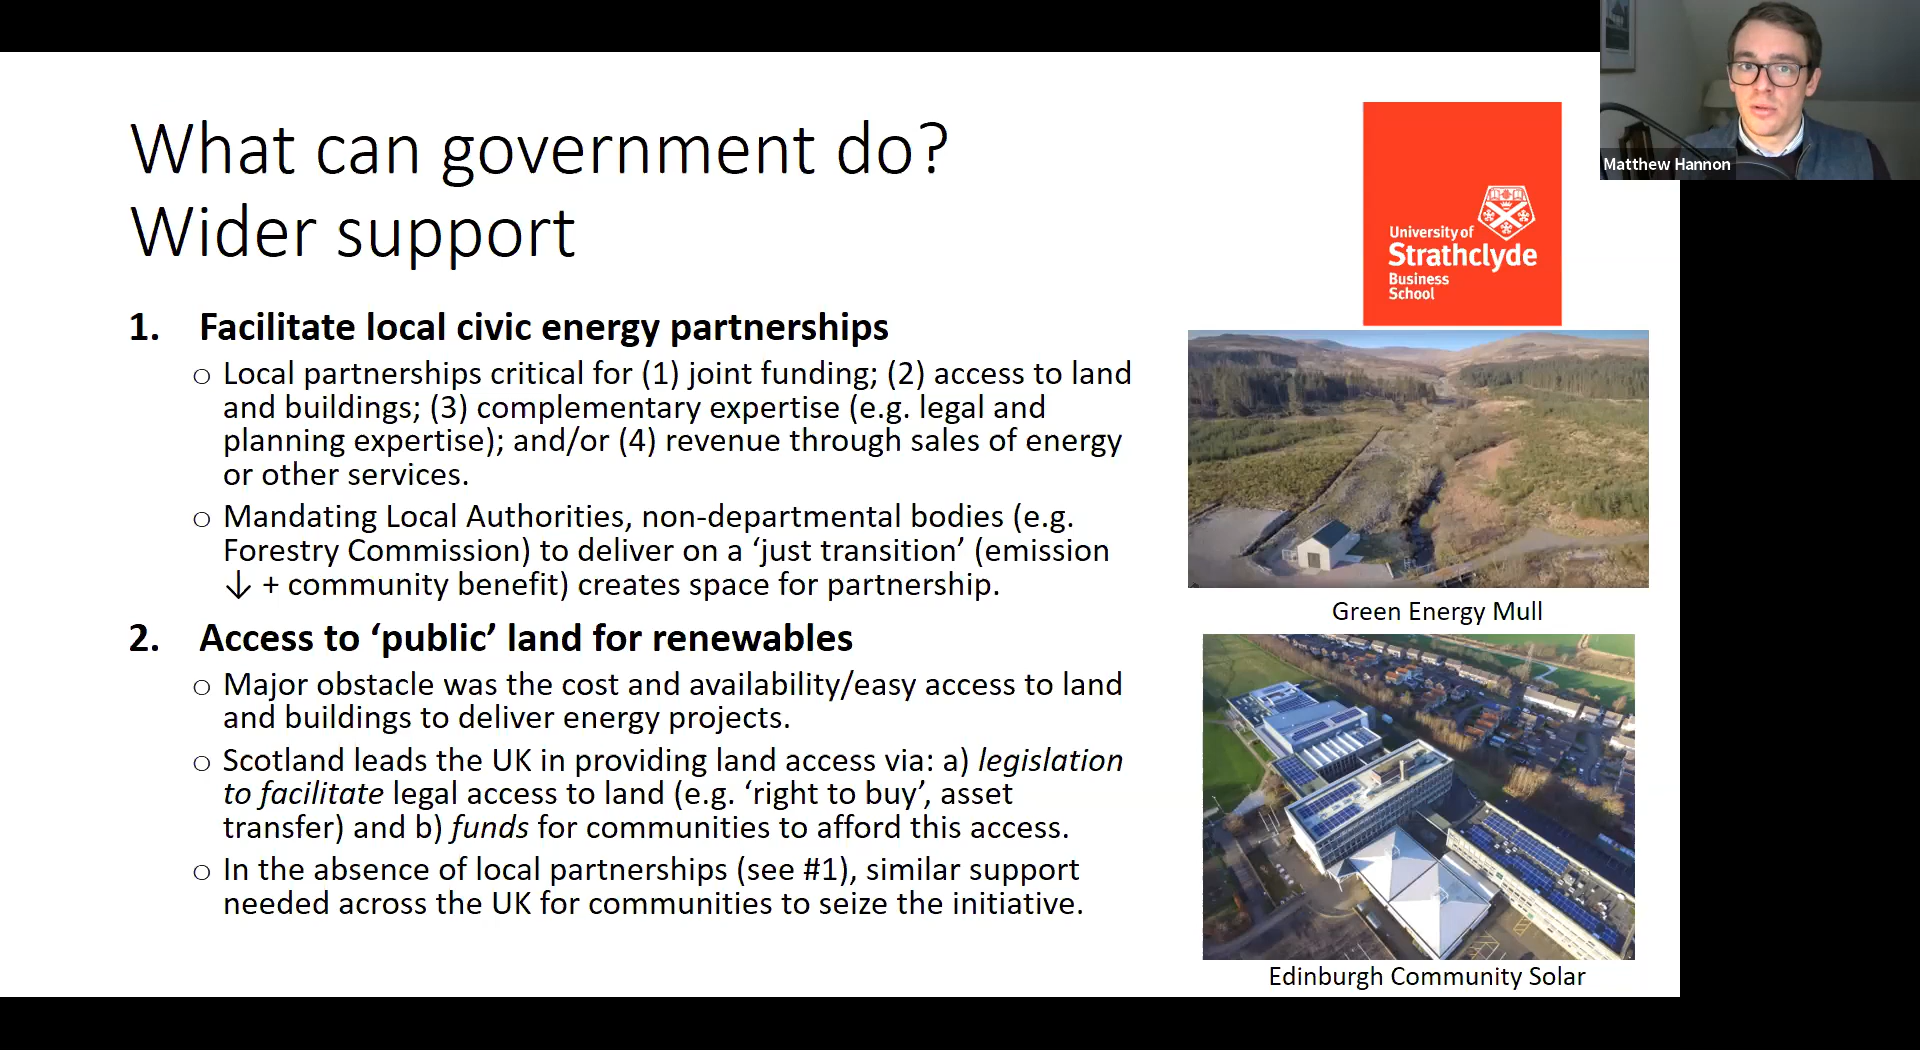 What can government do?
Wider support
1. Facilitate local civic energy partnerships
○ Local partnerships critical for (1) joint funding; (2) access to land
and buildings; (3) complementary expertise (e.g. legal and
planning expertise); and/or (4) revenue through sales of energy
or other services.
○ Mandating Local Authorities, non-departmental bodies (e.g.
Forestry Commission) to deliver on a ‘just transition’ (emission
↓ + community benefit) creates space for partnership.
2. Access to ‘public’ land for renewables
○ Major obstacle was the cost and availability/easy access to land
and buildings to deliver energy projects.
○ Scotland leads the UK in providing land access via: a) legislation
to facilitate legal access to land (e.g. ‘right to buy’, asset
transfer) and b) funds for communities to afford this access.
○ In the absence of local partnerships (see #1), similar support
needed across the UK for communities to seize the initiative.
University of
Strathclyde
Business
School
Green Energy Mull
Edinburgh Community Solar
Matthew Hannon